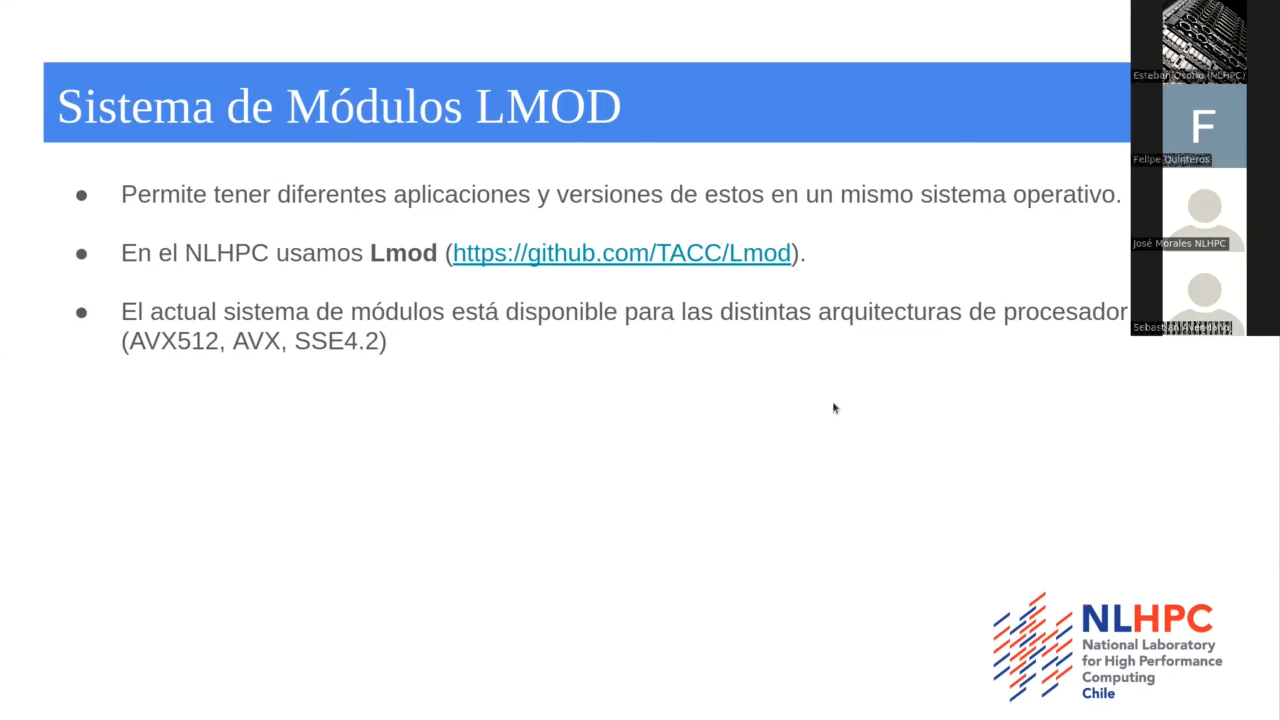 Sistema de Módulos LMOD
● Permite tener diferentes aplicaciones y versiones de estos en un mismo sistema operativo.
● En el NLHPC usamos Lmod (https://github.com/TACC/Lmod).
● El actual sistema de módulos está disponible para las distintas arquitecturas de procesador
(AVX512, AVX, SSE4.2)
Esteban Osorio (NLHPC)
F
Felipe Quinteros
José Morales NLHPC
Sebastián Avendaño
NLHPC
National Laboratory
for High Performance
Computing
Chile